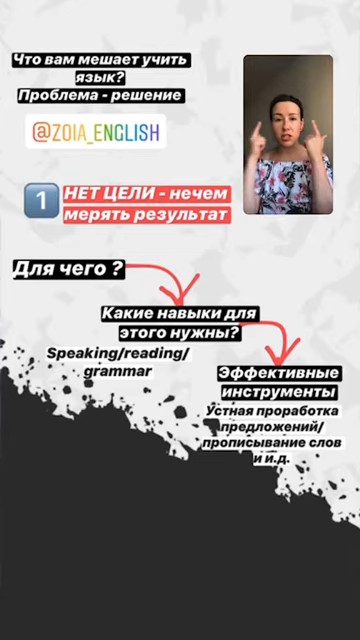 Что вам мешает учить
язык?
Проблема - решение
@ZOIA_ENGLISH
1
НЕТ ЦЕЛИ - нечем
мерять результат
Для чего ?
Какие навыки для
этого нужны?
Speaking/reading/
grammar
Эффективные
инструменты
Устная проработка
предложений/
прописывание слов
и и.д.